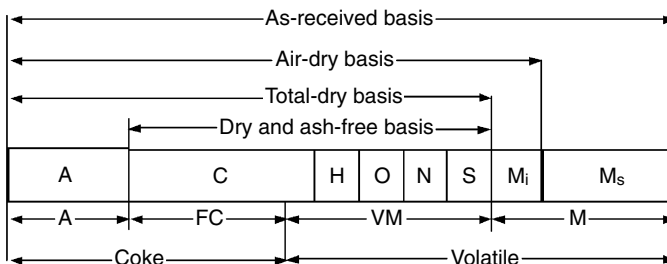 As-received basis
Air-dry basis
Total-dry basis
Dry and ash-free basis
A C H O N S Mi Ms
A FC VM M
Coke Volatile